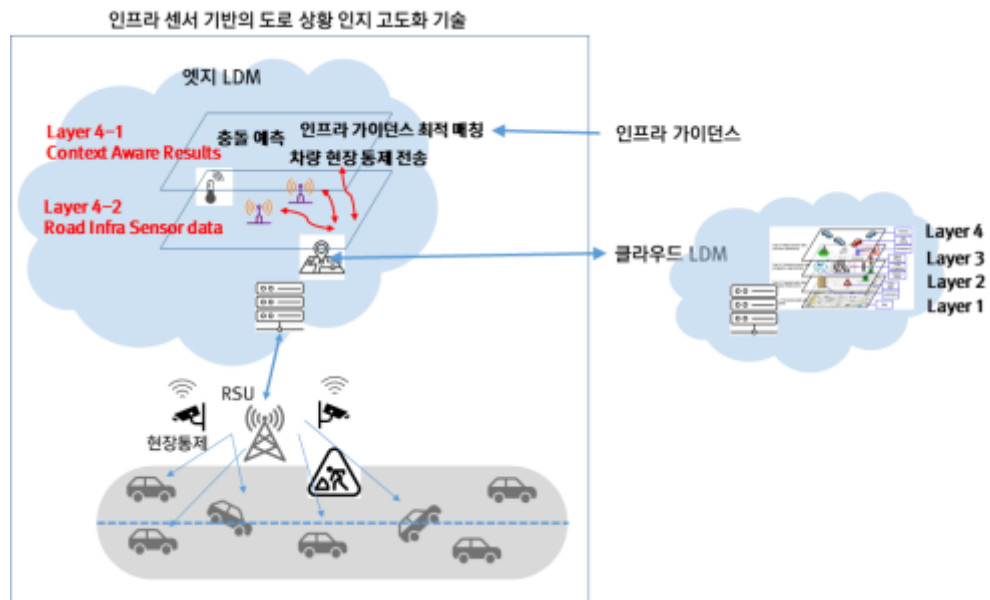 인프라 센서 기반의 도로 상황 인지 고도화 기술
엣지 LDM
Layer 4-1
Context Aware Results
충돌 예측
인프라 가이던스 최적 매칭
차량 현장 통제 전송
인프라 가이던스
Layer 4-2
Road Infra Sensor data
클라우드 LDM
Layer 4
Layer 3
Layer 2
Layer 1
RSU
현장통제